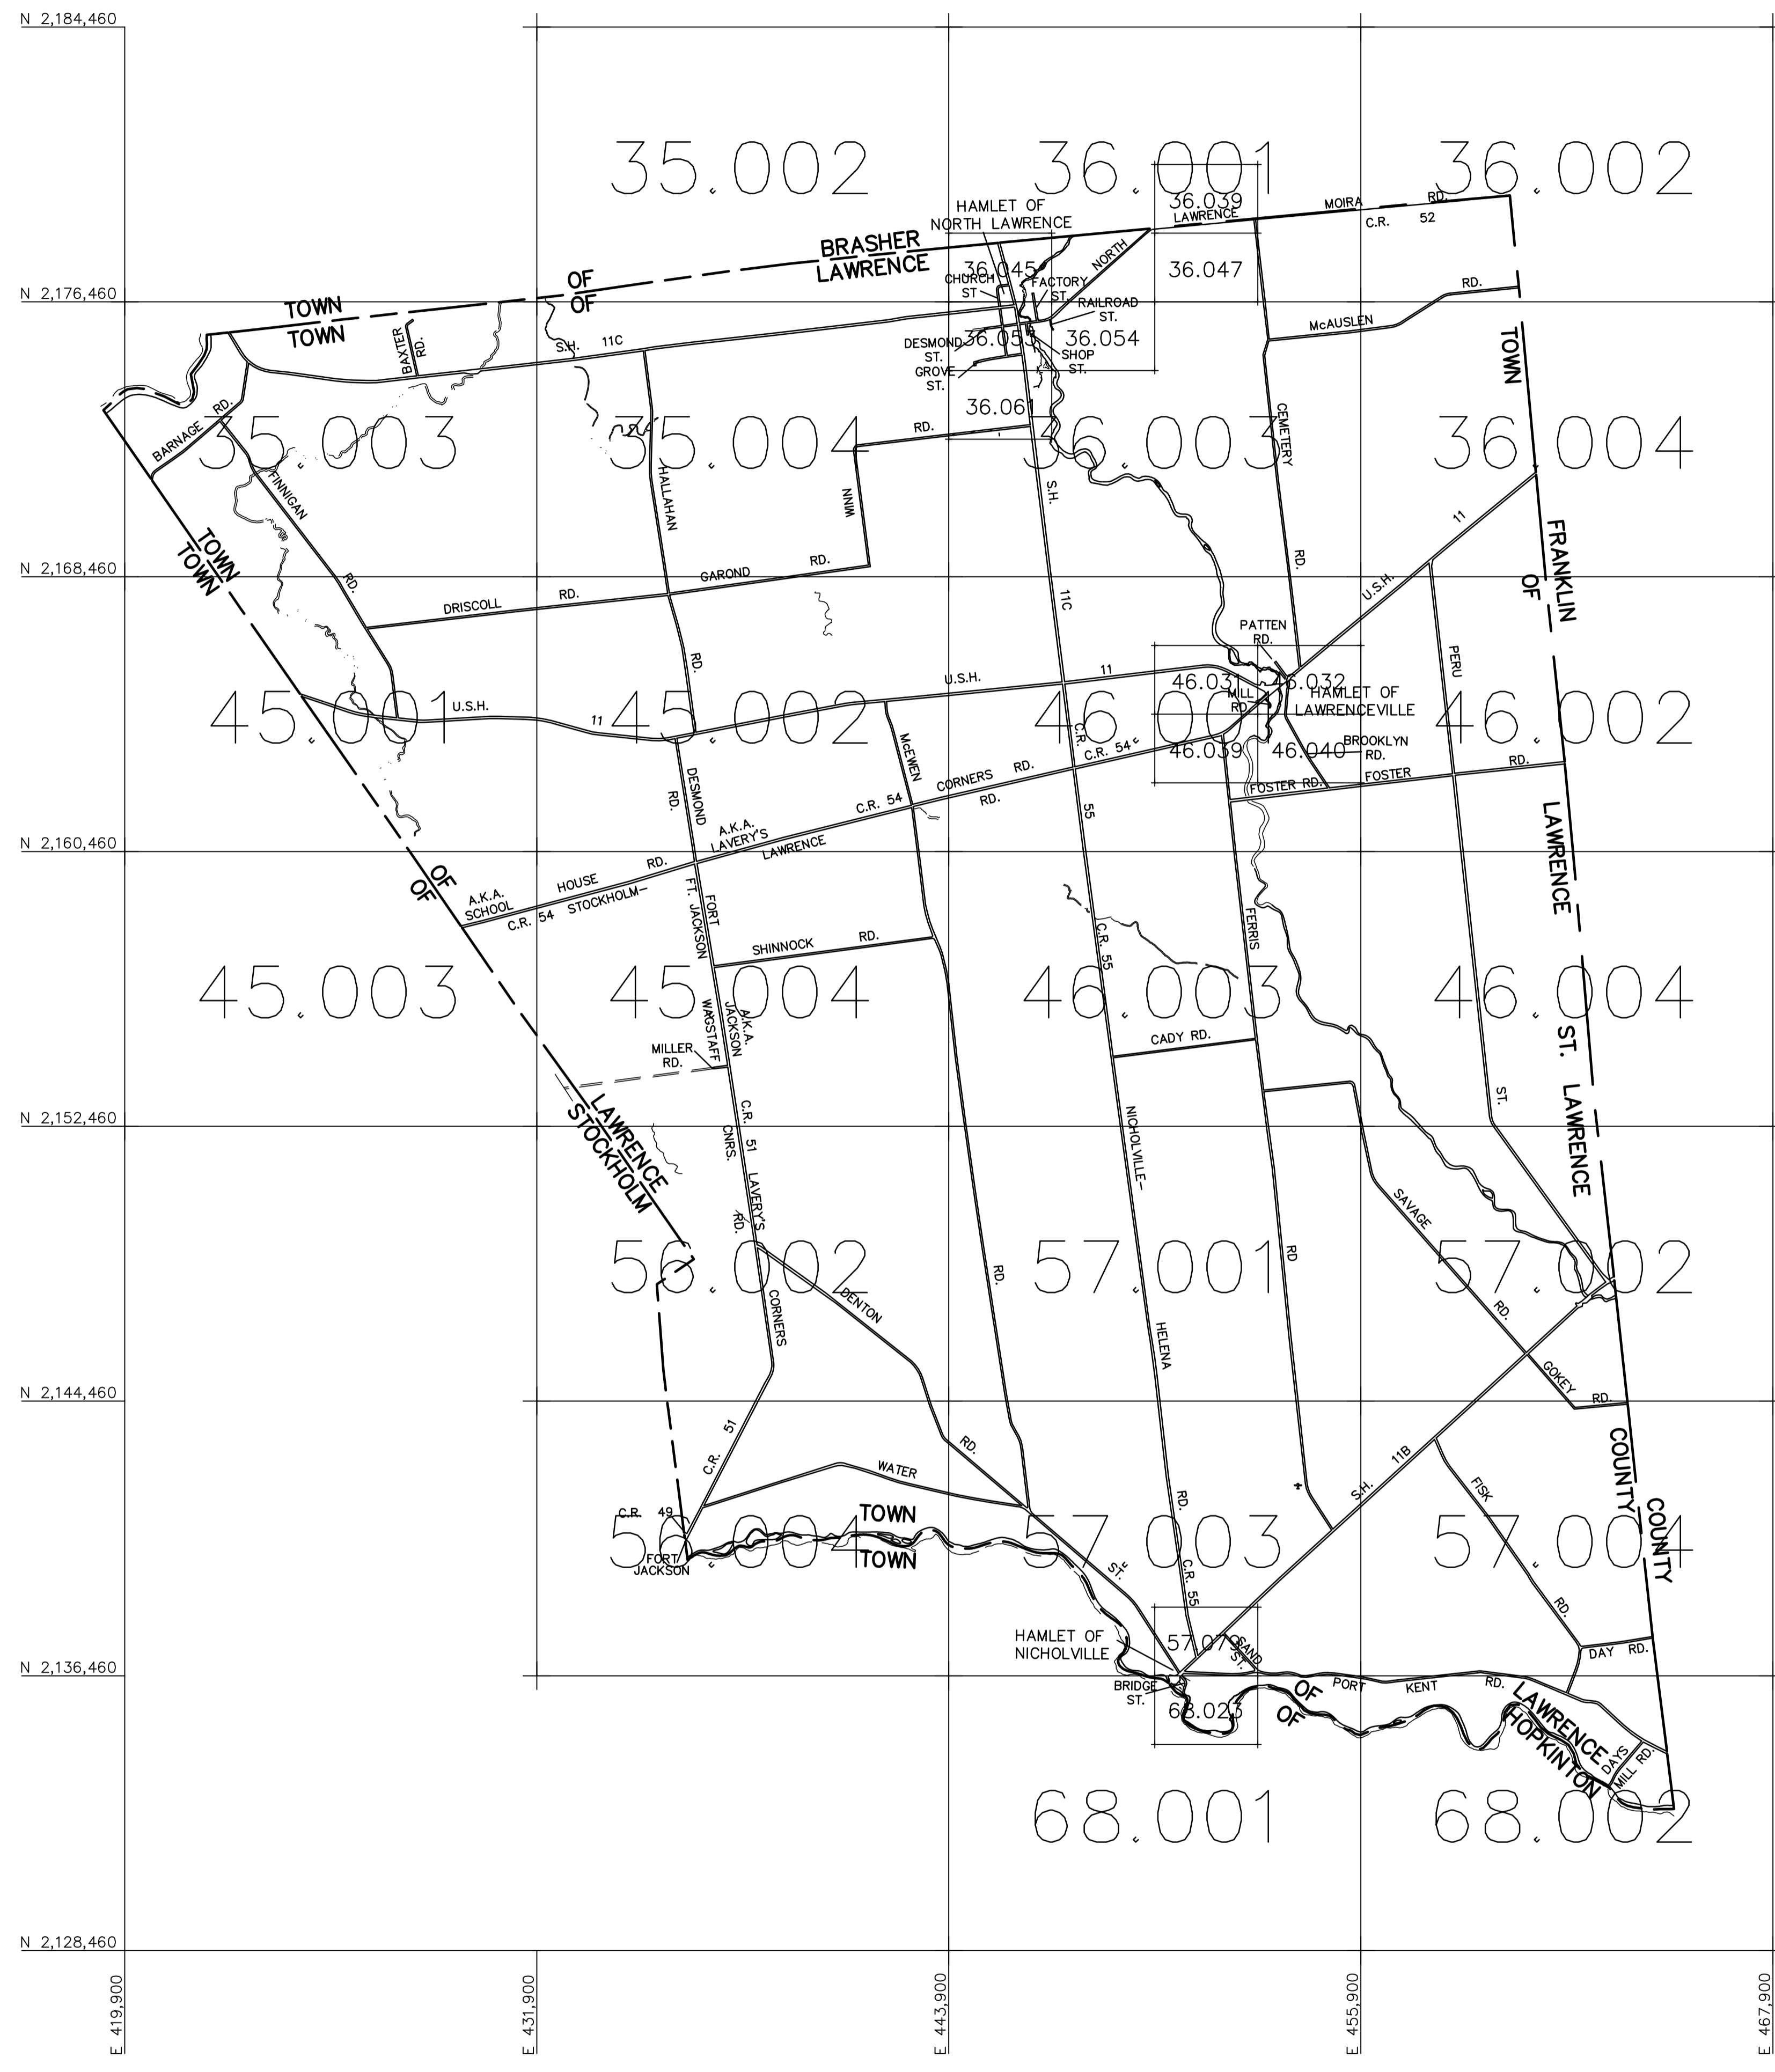 N 2,184,460
35.002
36.001
36.002
36.039
HAMLET OF
NORTH LAWRENCE
LAWRENCE
MOIRA
RD.
C.R. 52
BRASHER
LAWRENCE
36.045
NORTH
36.047
CHURCH
ST
FACTORY
ST.
RAILROAD
ST.
OF
OF
TOWN
TOWN
N 2,176,460
RD.
McAUSLEN
BAXTER
RD.
S.H. 11C
DESMOND
ST.
36.053
36.054
SHOP
ST.
GROVE
ST.
TOWN
36.061
BARNAGE RD.
35.003
35.004
RD.
36.003
CEMETERY
36.004
FINNIGAN
HALLAHAN
WINN
S.H.
11
TOWN
TOWN
FRANKLIN
OF
N 2,168,460
RD.
DRISCOLL RD.
GAROND RD.
11C
RD.
U.S.H.
PATTEN
RD.
RD.
PERU
45.001
45.002
U.S.H. 11
U.S.H. 11
46.031
46.032
MILL
RD.
HAMLET OF
LAWRENCEVILLE
46.001
46.002
McEWEN
C.R.
C.R. 54
46.039
46.040
BROOKLYN
RD.
FOSTER RD.
FOSTER
RD.
DESMOND
RD.
CORNERS RD.
C.R. 54
RD.
55
A.K.A.
LAVERY'S
LAWRENCE
N 2,160,460
LAWRENCE
OF
OF
HOUSE RD.
A.K.A.
SCHOOL
C.R. 54 STOCKHOLM-
FORT
FT. JACKSON
SHINNOCK RD.
C.R. 55
FERRIS
45.003
45.004
46.003
46.004
WAGSTAFF
A.K.A.
JACKSON
MILLER
RD.
CADY RD.
ST. LAWRENCE
LAWRENCE
STOCKHOLM
N 2,152,460
C.R. 51
CNRS.
LAVERY'S
RD.
NICHOLVILLE-
ST.
SAVAGE
56.002
57.001
57.002
DENTON
RD.
RD
RD.
CORNERS
HELENA
GOKEY RD.
N 2,144,460
C.R. 51
RD.
WATER
RD.
11B
S.H.
FISK
COUNTY
COUNTY
C.R. 49
TOWN
TOWN
56.004
57.003
57.004
FORT
JACKSON
ST.
C.R. 55
RD.
HAMLET OF
NICHOLVILLE
57.079
SAND
ST.
DAY RD.
N 2,136,460
BRIDGE
ST.
68.023
OF
OF
PORT KENT RD.
LAWRENCE
HOPKINTON
DAYS
MILL RD.
68.001
68.002
N 2,128,460
E 419,900
E 431,900
E 443,900
E 455,900
E 467,900